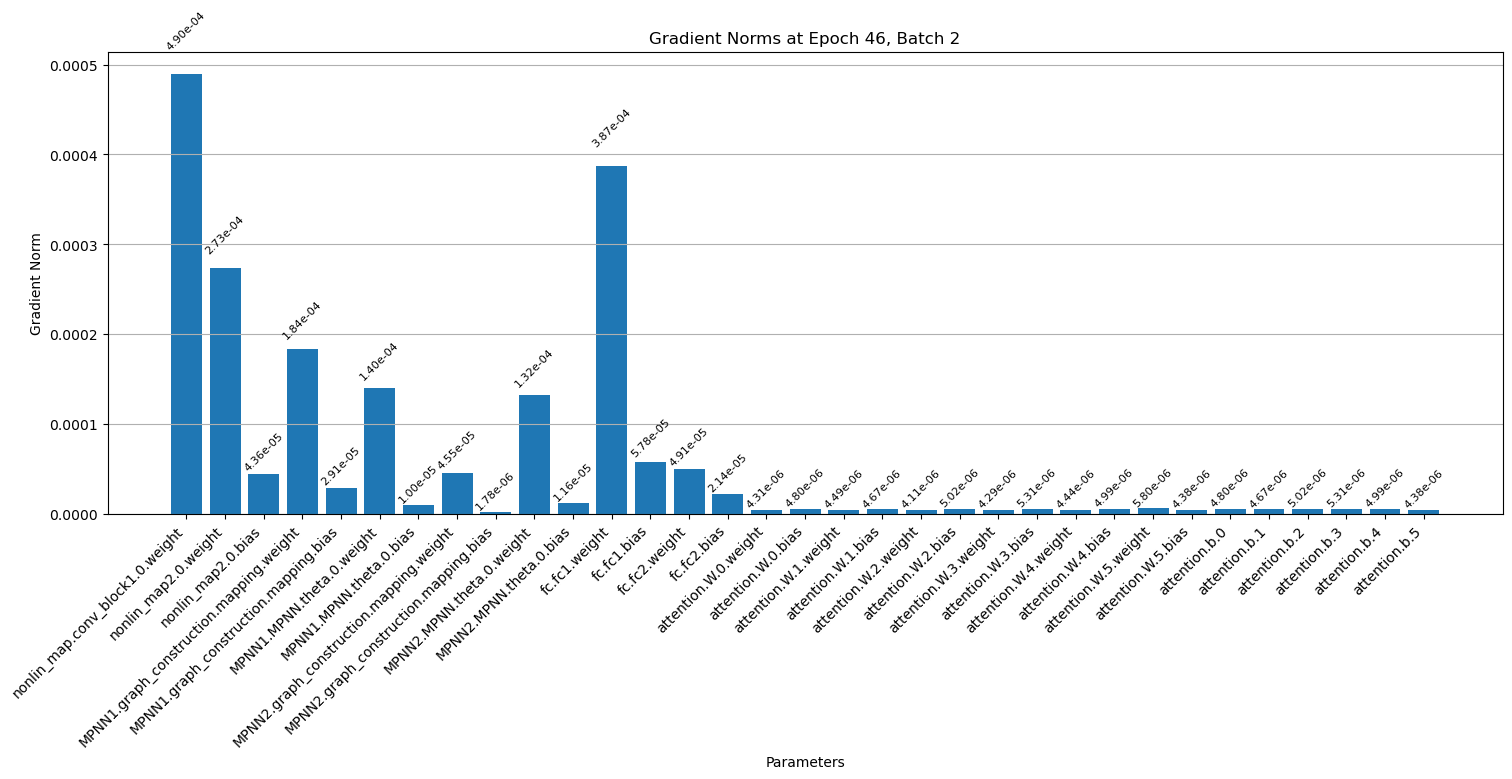 Gradient Norms at Epoch 46, Batch 2
Gradient Norm
0.0005
0.0004
0.0003
0.0002
0.0001
0.0000
4.90e-04
2.73e-04
4.36e-05
1.84e-04
2.91e-05
1.40e-04
1.00e-05
4.55e-05
1.78e-06
1.32e-04
1.16e-05
3.87e-04
5.78e-05
4.91e-05
2.14e-05
4.31e-06
4.80e-06
4.49e-06
4.67e-06
4.11e-06
5.02e-06
4.29e-06
5.31e-06
4.44e-06
4.99e-06
5.80e-06
4.38e-06
4.80e-06
4.67e-06
5.02e-06
5.31e-06
4.99e-06
4.38e-06
nonlin_map.conv_block1.0.weight
nonlin_map2.0.weight
nonlin_map2.0.bias
MPNN1.graph_construction.mapping.weight
MPNN1.graph_construction.mapping.bias
MPNN1.MPNN.theta.0.weight
MPNN1.MPNN.theta.0.bias
MPNN2.graph_construction.mapping.weight
MPNN2.graph_construction.mapping.bias
MPNN2.MPNN.theta.0.weight
MPNN2.MPNN.theta.0.bias
fc.fc1.weight
fc.fc1.bias
fc.fc2.weight
fc.fc2.bias
attention.W.0.weight
attention.W.0.bias
attention.W.1.weight
attention.W.1.bias
attention.W.2.weight
attention.W.2.bias
attention.W.3.weight
attention.W.3.bias
attention.W.4.weight
attention.W.4.bias
attention.W.5.weight
attention.W.5.bias
attention.b.0
attention.b.1
attention.b.2
attention.b.3
attention.b.4
attention.b.5
Parameters